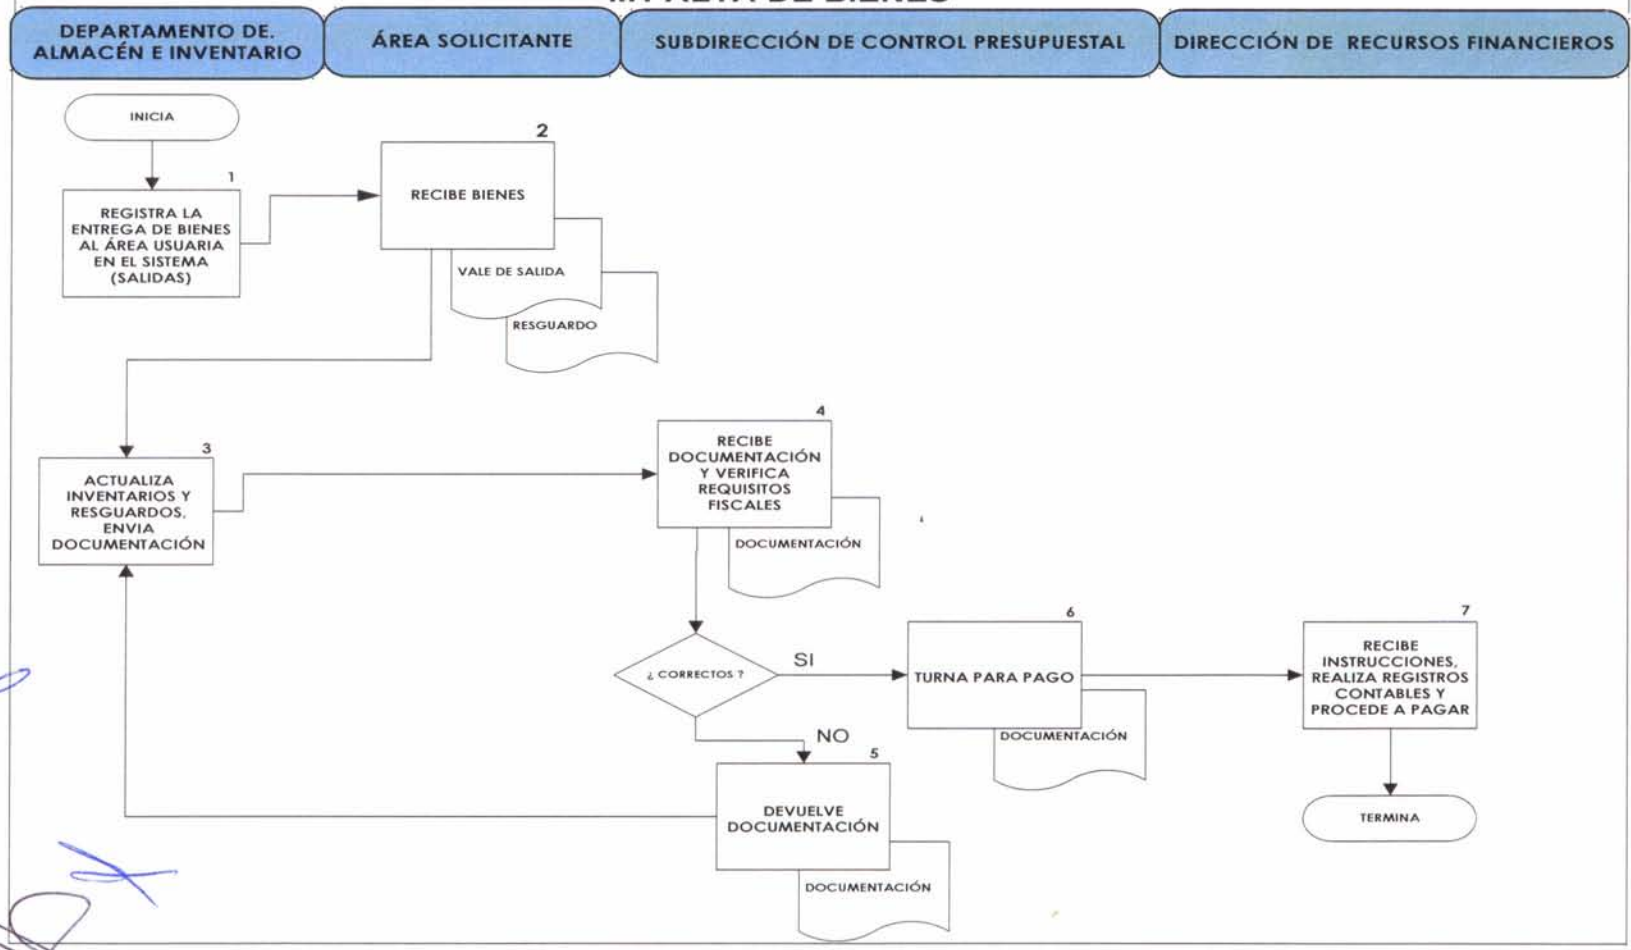 DEPARTAMENTO DE.
ALMACÉN E INVENTARIO
ÁREA SOLICITANTE
SUBDIRECCIÓN DE CONTROL PRESUPUESTAL
DIRECCIÓN DE RECURSOS FINANCIEROS
INICIA
1
REGISTRA LA
ENTREGA DE BIENES
AL ÁREA USUARIA
EN EL SISTEMA
(SALIDAS)
2
RECIBE BIENES
VALE DE SALIDA
RESGUARDO
3
ACTUALIZA
INVENTARIOS Y
RESGUARDOS,
ENVIA
DOCUMENTACIÓN
4
RECIBE
DOCUMENTACIÓN
Y VERIFICA
REQUISITOS
FISCALES
DOCUMENTACIÓN
¿ CORRECTOS ?
SI
NO
5
DEVUELVE
DOCUMENTACIÓN
DOCUMENTACIÓN
6
TURNA PARA PAGO
DOCUMENTACIÓN
7
RECIBE
INSTRUCCIONES,
REALIZA REGISTROS
CONTABLES Y
PROCEDE A PAGAR
TERMINA